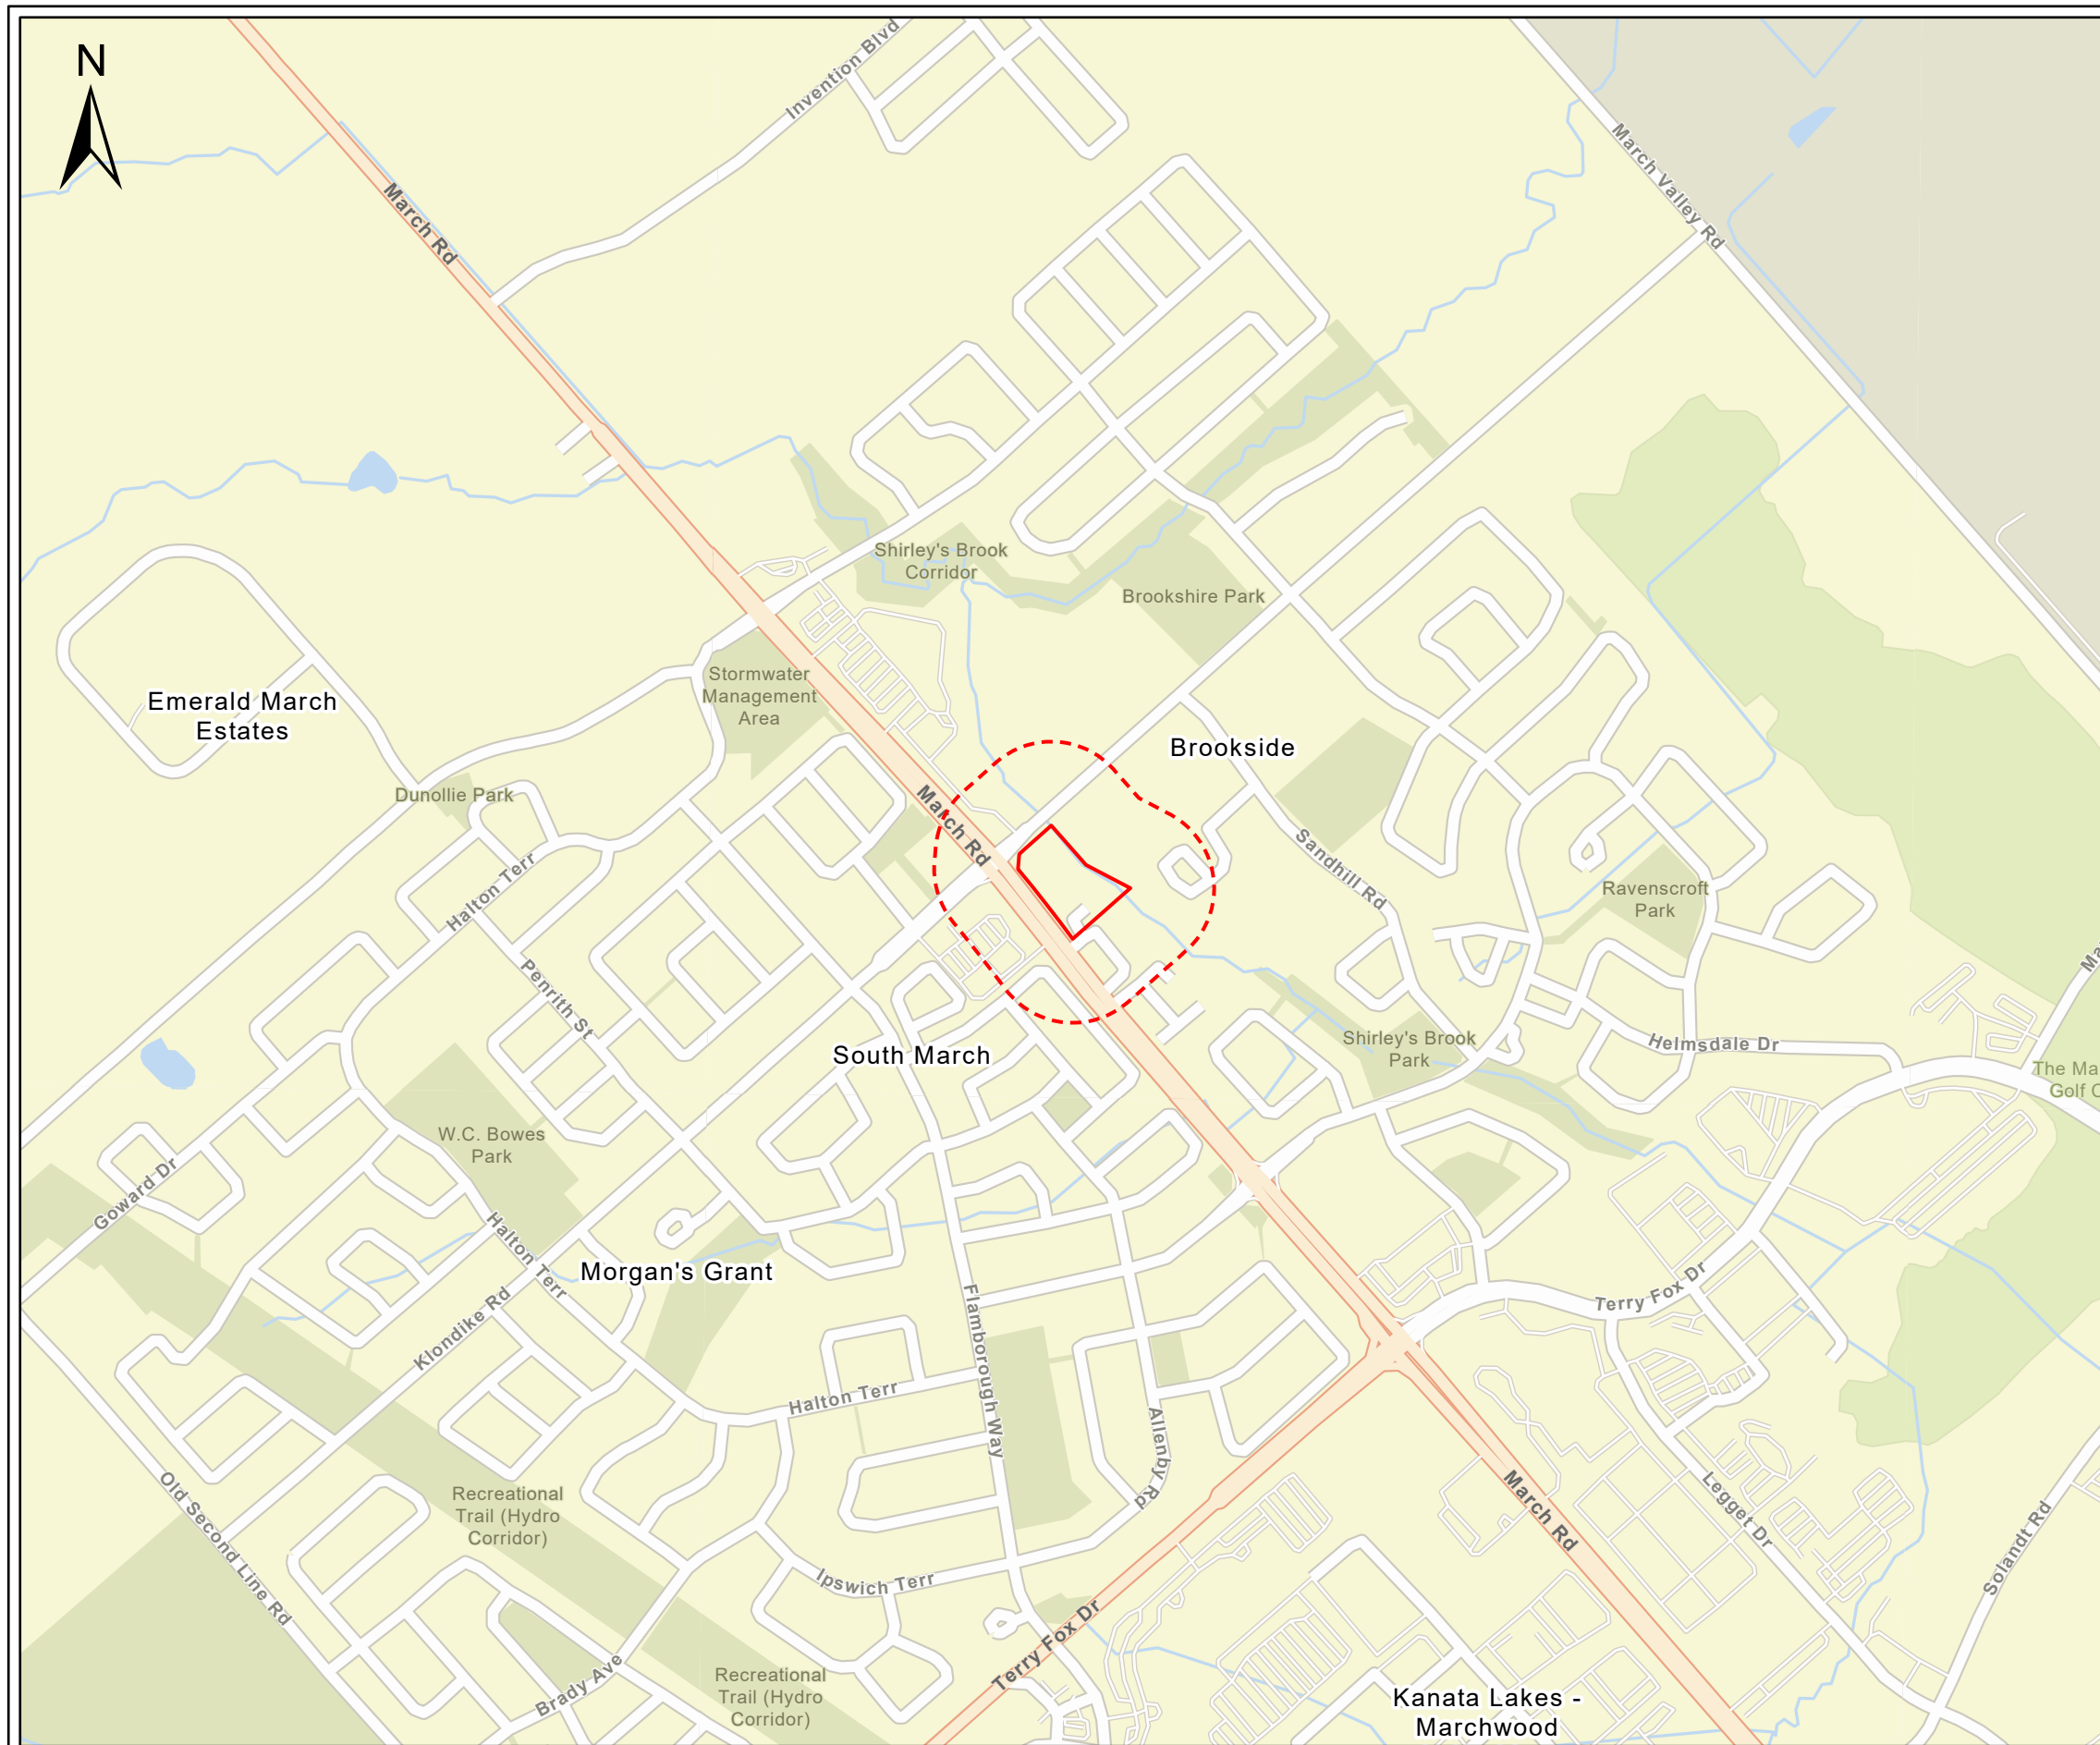 N
Invention Blvd
March Valley Rd
March Rd
Shirley's Brook
Corridor
Brookshire Park
Stormwater
Management
Area
Emerald March
Estates
Brookside
Dunollie Park
March Rd
Sandhill Rd
Halton Terr
Ravenscroft
Park
Penrith St
South March
Shirley's Brook
Park
Helmsdale Dr
The Ma
Golf C
Ma
W.C. Bowes
Park
Goward Dr
Halton Terr
Morgan's Grant
Klondike Rd
Terry Fox Dr
Flamborough Way
Halton Terr
Allenby Rd
Old Second Line Rd
Recreational
Trail (Hydro
Corridor)
March Rd
Legget Dr
Solandt Rd
Ipswich Terr
Terry Fox Dr
Brady Ave
Recreational
Trail (Hydro
Corridor)
Kanata Lakes -
Marchwood